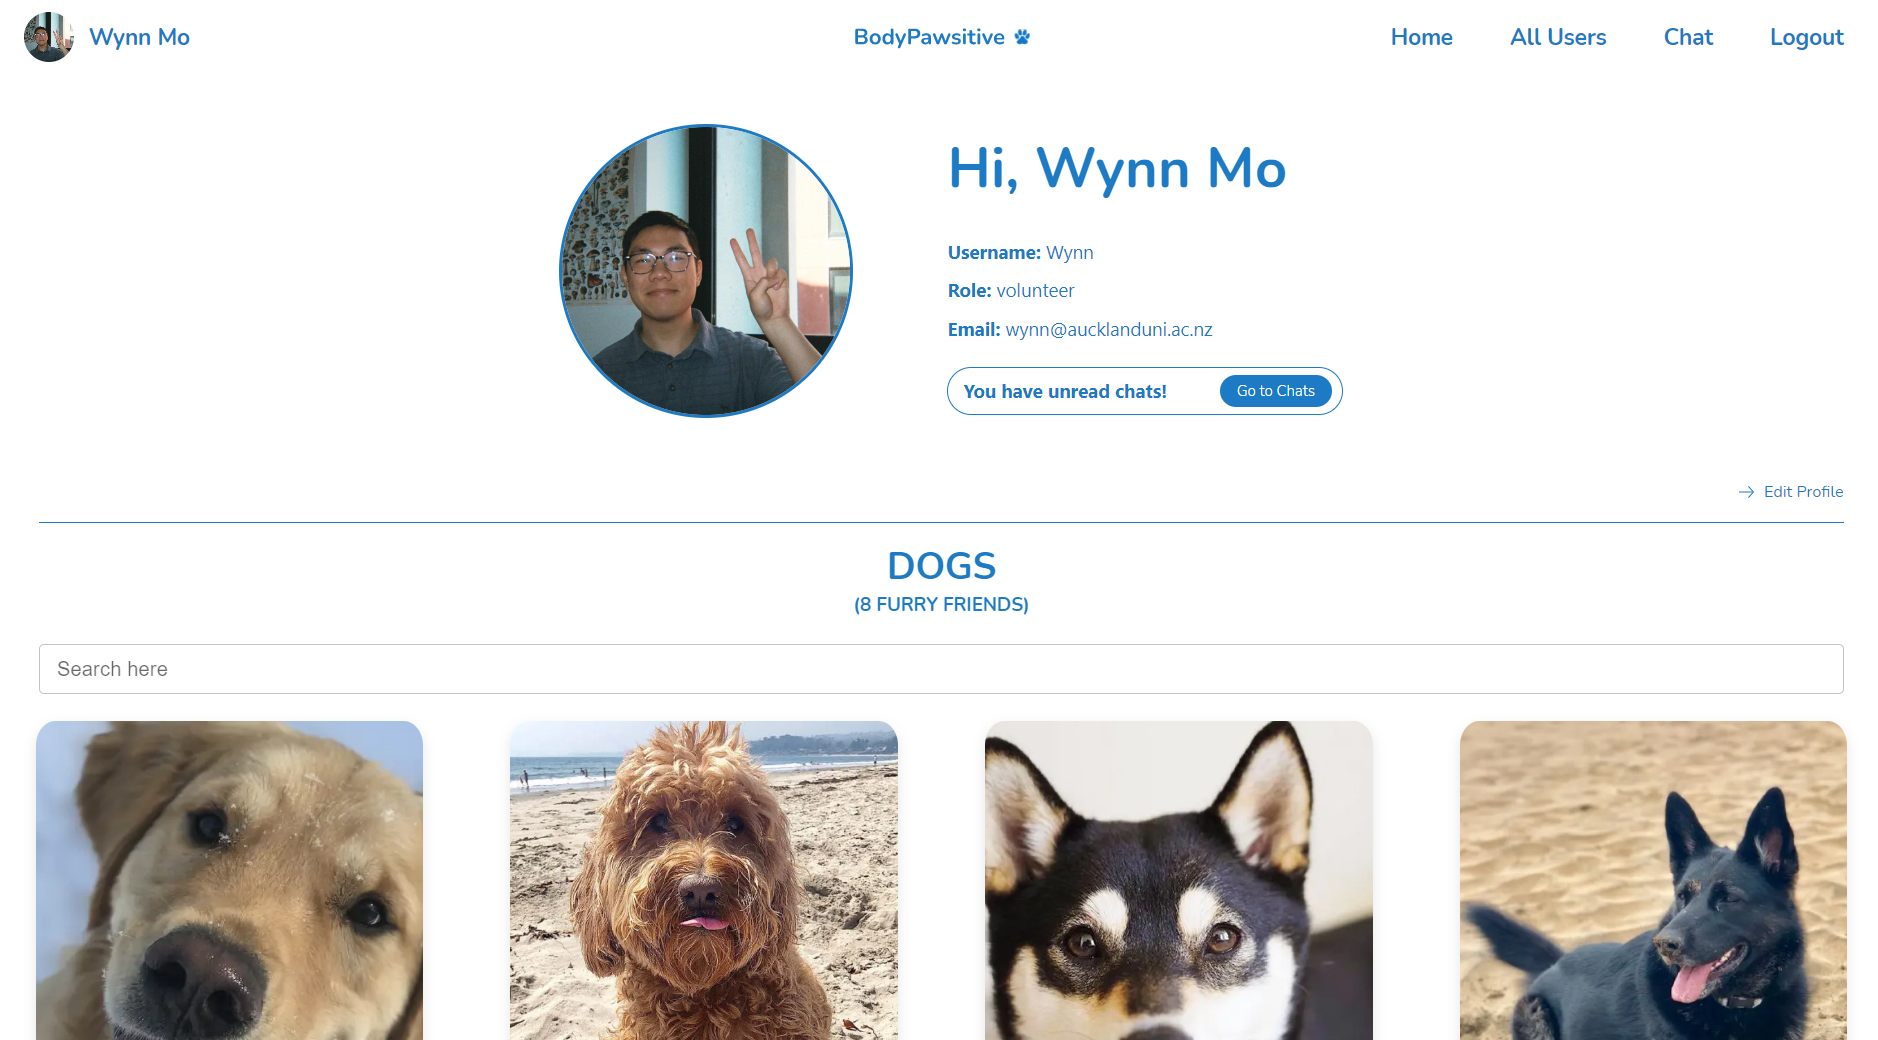 Wynn Mo
BodyPawsitive
Home
All Users
Chat
Logout
Hi, Wynn Mo
Username: Wynn
Role: volunteer
Email: wynn@aucklanduni.ac.nz
You have unread chats!
Go to Chats
Edit Profile
DOGS
(8 FURRY FRIENDS)
Search here